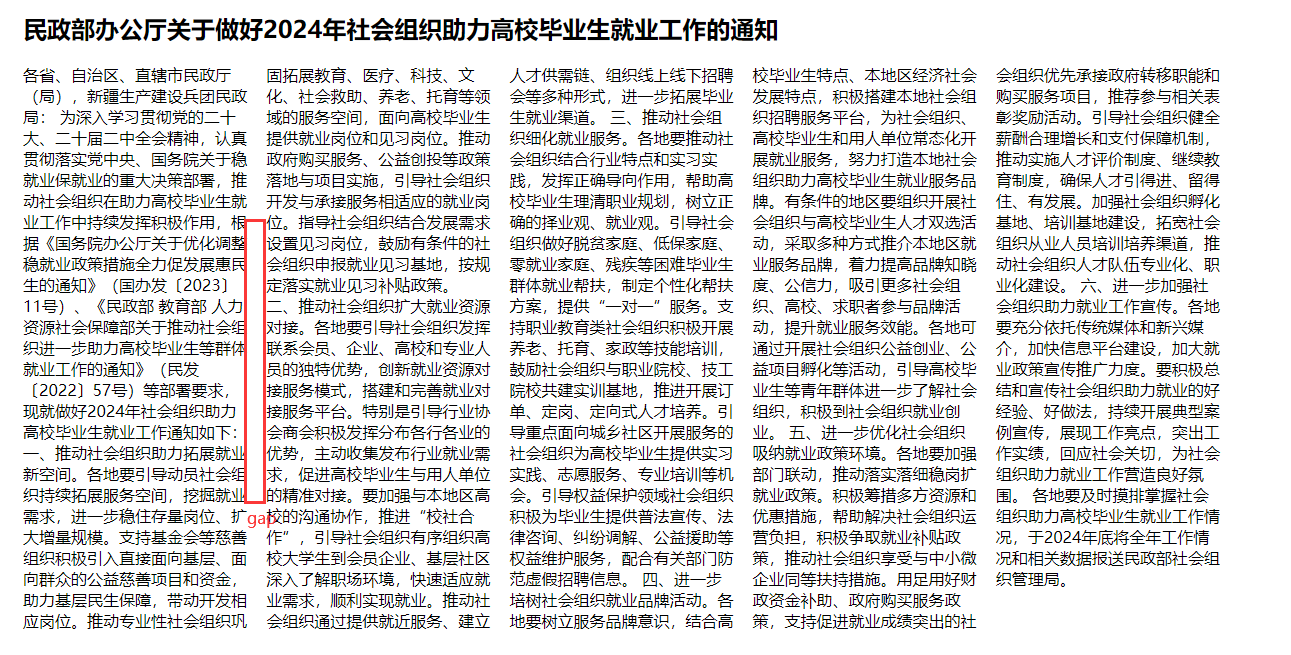 民政部办公厅关于做好2024年社会组织助力高校毕业生就业工作的通知
各省、自治区、直辖市民政厅
（局），新疆生产建设兵团民政
局： 为深入学习贯彻党的二十
大、二十届二中全会精神，认真
贯彻落实党中央、国务院关于稳
就业保就业的重大决策部署，推
动社会组织在助力高校毕业生就
业工作中持续发挥积极作用，根
据《国务院办公厅关于优化调整
稳就业政策措施全力促发展惠民
生的通知》（国办发〔2023〕
11号）、《民政部 教育部 人力
资源社会保障部关于推动社会组
织进一步助力高校毕业生等群体
就业工作的通知》（民发
〔2022〕57号）等部署要求，
现就做好2024年社会组织助力
高校毕业生就业工作通知如下：
一、推动社会组织助力拓展就业
新空间。各地要引导动员社会组
织持续拓展服务空间，挖掘就业
需求，进一步稳住存量岗位、扩
大增量规模。支持基金会等慈善
组织积极引入直接面向基层、面
向群众的公益慈善项目和资金，
助力基层民生保障，带动开发相
应岗位。推动专业性社会组织巩
固拓展教育、医疗、科技、文
化、社会救助、养老、托育等领
域的服务空间，面向高校毕业生
提供就业岗位和见习岗位。推动
政府购买服务、公益创投等政策
落地与项目实施，引导社会组织
开发与承接服务相适应的就业岗
位。指导社会组织结合发展需求
设置见习岗位，鼓励有条件的社
会组织申报就业见习基地，按规
定落实就业见习补贴政策。
二、推动社会组织扩大就业资源
对接。各地要引导社会组织发挥
联系会员、企业、高校和专业人
员的独特优势，创新就业资源对
接服务模式，搭建和完善就业对
接服务平台。特别是引导行业协
会商会积极发挥分布各行各业的
优势，主动收集发布行业就业需
求，促进高校毕业生与用人单位
的精准对接。要加强与本地区高
校的沟通协作，推进“校社合
作”，引导社会组织有序组织高
校大学生到会员企业、基层社区
深入了解职场环境，快速适应就
业需求，顺利实现就业。推动社
会组织通过提供就近服务、建立
人才供需链、组织线上线下招聘
会等多种形式，进一步拓展毕业
生就业渠道。 三、推动社会组
织细化就业服务。各地要推动社
会组织结合行业特点和实习实
践，发挥正确导向作用，帮助高
校毕业生理清职业规划，树立正
确的择业观、就业观。引导社会
组织做好脱贫家庭、低保家庭、
零就业家庭、残疾等困难毕业生
群体就业帮扶，制定个性化帮扶
方案，提供“一对一”服务。支
持职业教育类社会组织积极开展
养老、托育、家政等技能培训，
鼓励社会组织与职业院校、技工
院校共建实训基地，推进开展订
单、定岗、定向式人才培养。引
导重点面向城乡社区开展服务的
社会组织为高校毕业生提供实习
实践、志愿服务、专业培训等机
会。引导权益保护领域社会组织
积极为毕业生提供普法宣传、法
律咨询、纠纷调解、公益援助等
权益维护服务，配合有关部门防
范虚假招聘信息。 四、进一步
培树社会组织就业品牌活动。各
地要树立服务品牌意识，结合高
校毕业生特点、本地区经济社会
发展特点，积极搭建本地社会组
织招聘服务平台，为社会组织、
高校毕业生和用人单位常态化开
展就业服务，努力打造本地社会
组织助力高校毕业生就业服务品
牌。有条件的地区要组织开展社
会组织与高校毕业生人才双选活
动，采取多种方式推介本地区就
业服务品牌，着力提高品牌知晓
度、公信力，吸引更多社会组
织、高校、求职者参与品牌活
动，提升就业服务效能。各地可
通过开展社会组织公益创业、公
益项目孵化等活动，引导高校毕
业生等青年群体进一步了解社会
组织，积极到社会组织就业创
业。 五、进一步优化社会组织
吸纳就业政策环境。各地要加强
部门联动，推动落实落细稳岗扩
就业政策。积极筹措多方资源和
优惠措施，帮助解决社会组织运
营负担，积极争取就业补贴政
策，推动社会组织享受与中小微
企业同等扶持措施。用足用好财
政资金补助、政府购买服务政
策，支持促进就业成绩突出的社
会组织优先承接政府转移职能和
购买服务项目，推荐参与相关表
彰奖励活动。引导社会组织健全
薪酬合理增长和支付保障机制，
推动实施人才评价制度、继续教
育制度，确保人才引得进、留得
住、有发展。加强社会组织孵化
基地、培训基地建设，拓宽社会
组织从业人员培训培养渠道，推
动社会组织人才队伍专业化、职
业化建设。 六、进一步加强社
会组织助力就业工作宣传。各地
要充分依托传统媒体和新兴媒
介，加快信息平台建设，加大就
业政策宣传推广力度。要积极总
结和宣传社会组织助力就业的好
经验、好做法，持续开展典型案
例宣传，展现工作亮点，突出工
作实绩，回应社会关切，为社会
组织助力就业工作营造良好氛
围。 各地要及时摸排掌握社会
组织助力高校毕业生就业工作情
况，于2024年底将全年工作情
况和相关数据报送民政部社会组
织管理局。
gap